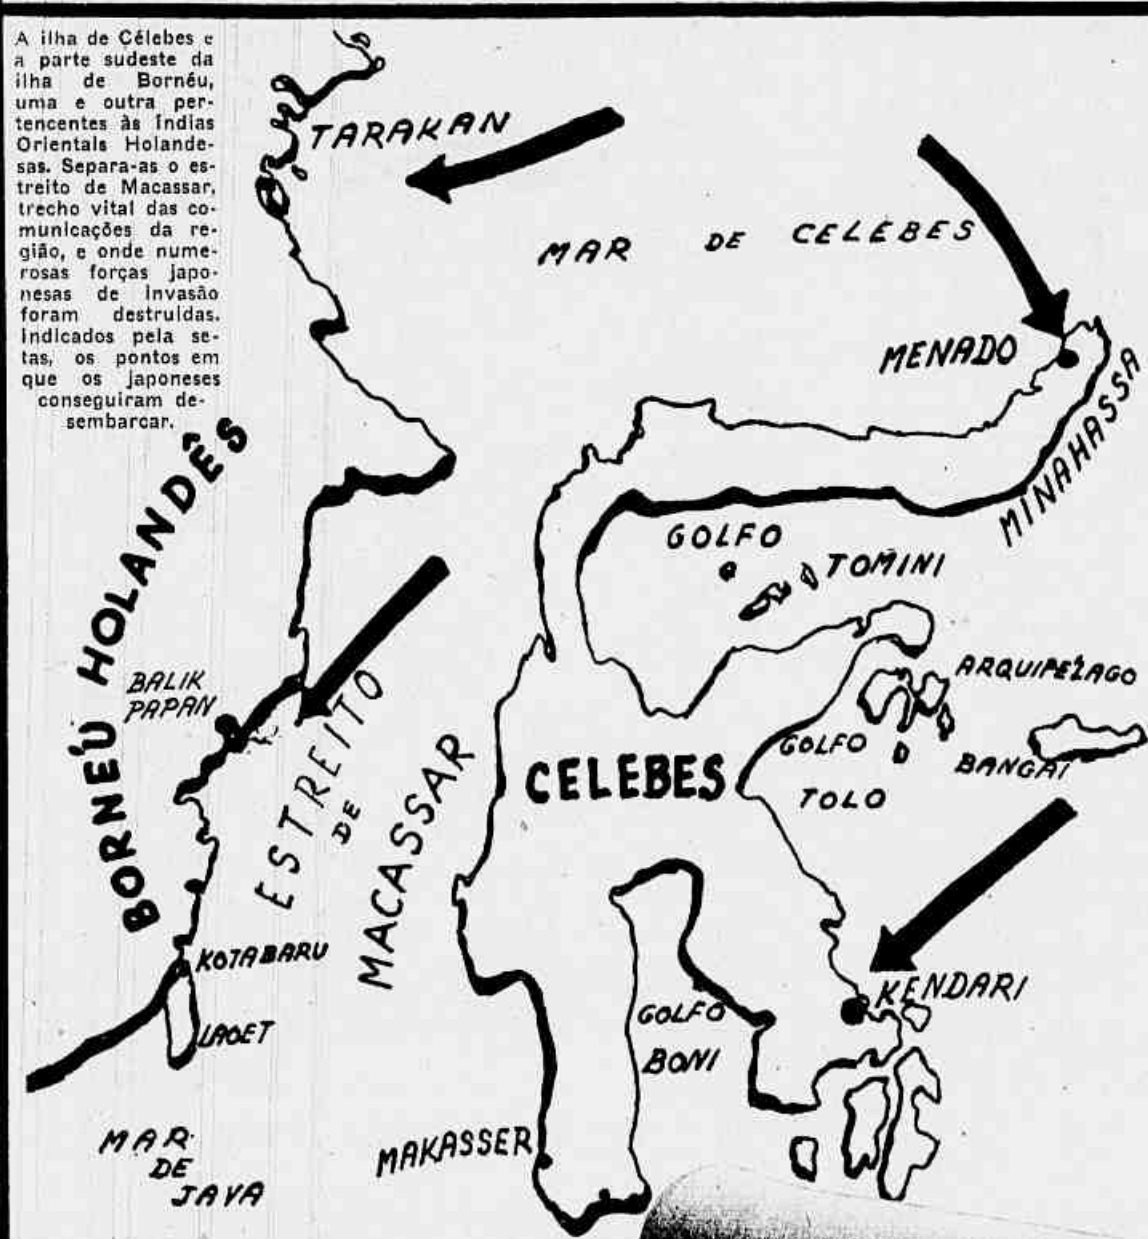 A ilha de Célebes e
a parte sudeste da
ilha de Bornéu,
uma e outra per-
tencentes às Índias
Orientais Holande-
sas. Separa-as o es-
treito de Macassar,
trecho vital das co-
municações da re-
gião, e onde nume-
rosas forças japo-
nesas de invasão
foram destruidas.
Indicados pela se-
tas, os pontos em
que os japoneses
conseguiram de-
sembarcar.
TARAKAN
MAR DE CELEBES
MENADO
MINAHASSA
BORNÉU HOLANDÊS
GOLFO
TOMINI
BALIK
PAPAN
ESTREITO
DE
MACASSAR
CELEBES
ARQUIPÉLAGO
BANGAI
GOLFO
TOLO
KOTABARU
LAOET
KENDARI
GOLFO
BONI
MAKASSER
MAR
DE
JAVA